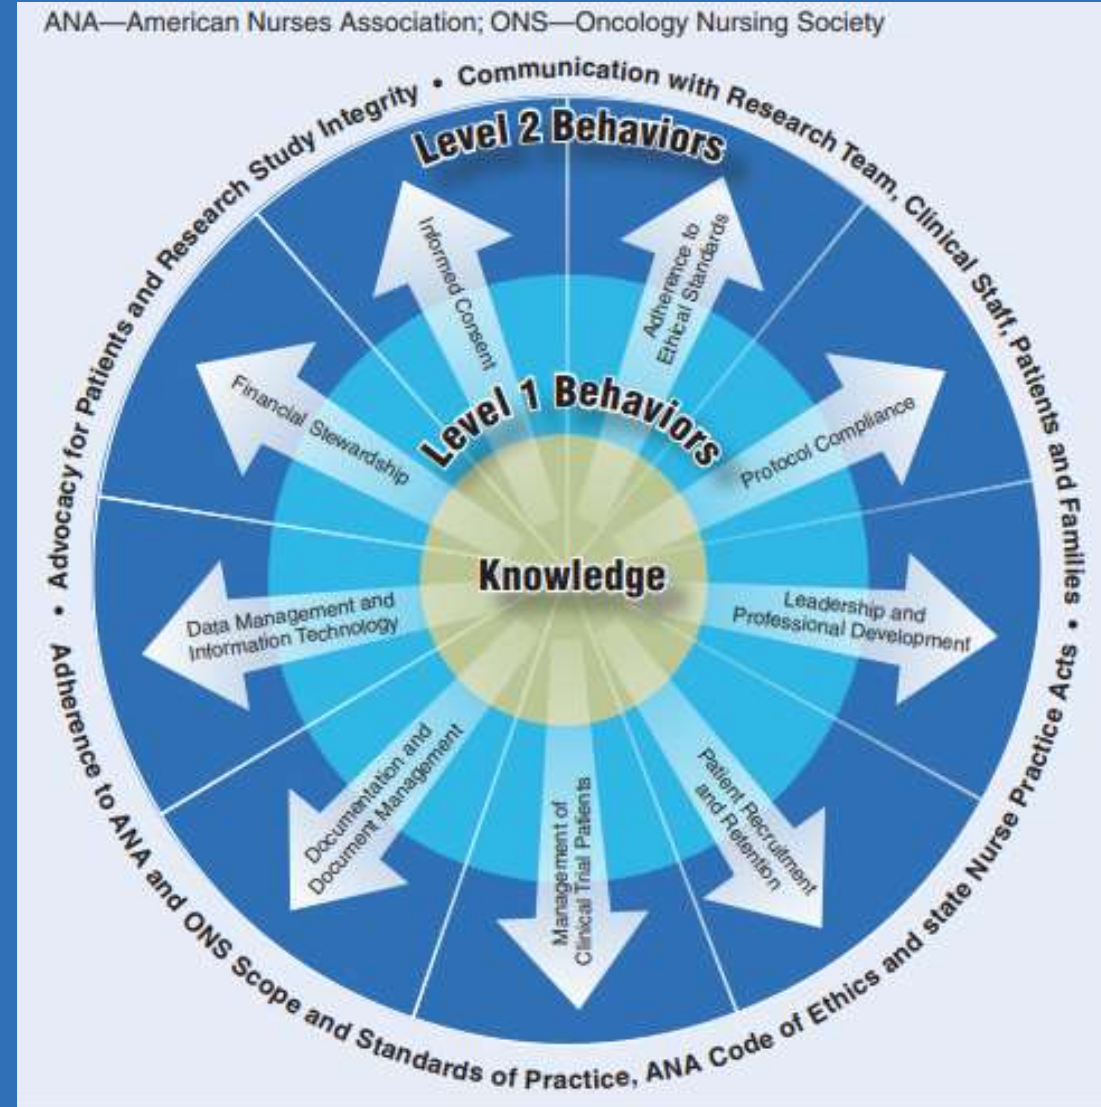 ANA—American Nurses Association; ONS—Oncology Nursing Society
• Communication with Research Team, Clinical Staff, Patients and Families
• Adherence to ANA and ONS Scope and Standards of Practice, ANA Code of Ethics and state Nurse Practice Acts
• Advocacy for Patients and Research Study Integrity
Level 2 Behaviors
Level 1 Behaviors
Knowledge
Informed Consent
Adherence to
Ethical Standards
Protocol Compliance
Leadership and
Professional Development
Patient Recruitment
and Retention
Management of
Clinical Trial Patients
Documentation and
Document Management
Data Management and
Information Technology
Financial Stewardship